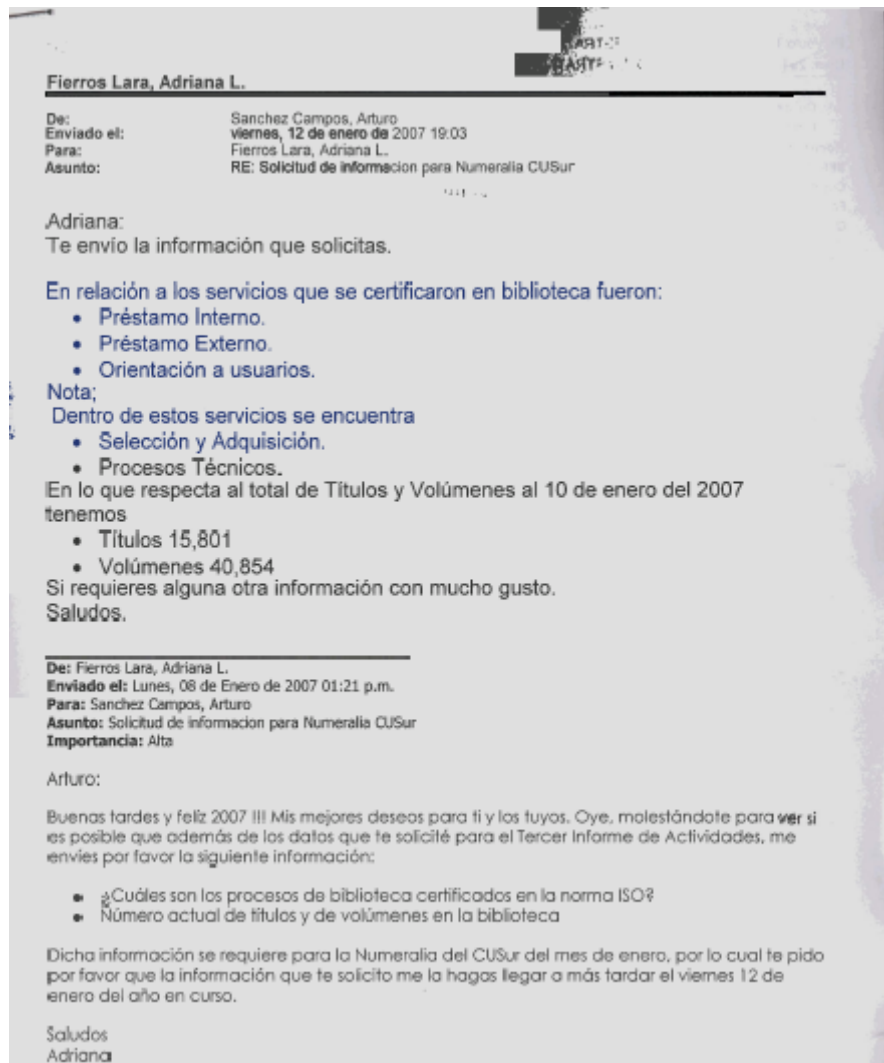 Fierros Lara, Adriana L.
De: Sanchez Campos, Arturo
Enviado el: viernes, 12 de enero de 2007 19:03
Para: Fierros Lara, Adriana L.
Asunto: RE: Solicitud de informacion para Numeralia CUSur
Adriana:
Te envío la información que solicitas.
En relación a los servicios que se certificaron en biblioteca fueron:
• Préstamo Interno.
• Préstamo Externo.
• Orientación a usuarios.
Nota;
Dentro de estos servicios se encuentra
• Selección y Adquisición.
• Procesos Técnicos.
En lo que respecta al total de Títulos y Volúmenes al 10 de enero del 2007
tenemos
• Títulos 15,801
• Volúmenes 40,854
Si requieres alguna otra información con mucho gusto.
Saludos.
De: Fierros Lara, Adriana L.
Enviado el: Lunes, 08 de Enero de 2007 01:21 p.m.
Para: Sanchez Campos, Arturo
Asunto: Solicitud de informacion para Numeralia CUSur
Importancia: Alta
Arturo:
Buenas tardes y feliz 2007 !!! Mis mejores deseos para ti y los tuyos. Oye, molestándote para ver si
es posible que además de los datos que te solicité para el Tercer Informe de Actividades, me
envies por favor la siguiente información:
• ¿Cuáles son los procesos de biblioteca certificados en la norma ISO?
• Número actual de títulos y de volúmenes en la biblioteca
Dicha información se requiere para la Numeralia del CUSur del mes de enero, por lo cual te pido
por favor que la información que te solicito me la hagas llegar a más tardar el viernes 12 de
enero del año en curso.
Saludos
Adriana